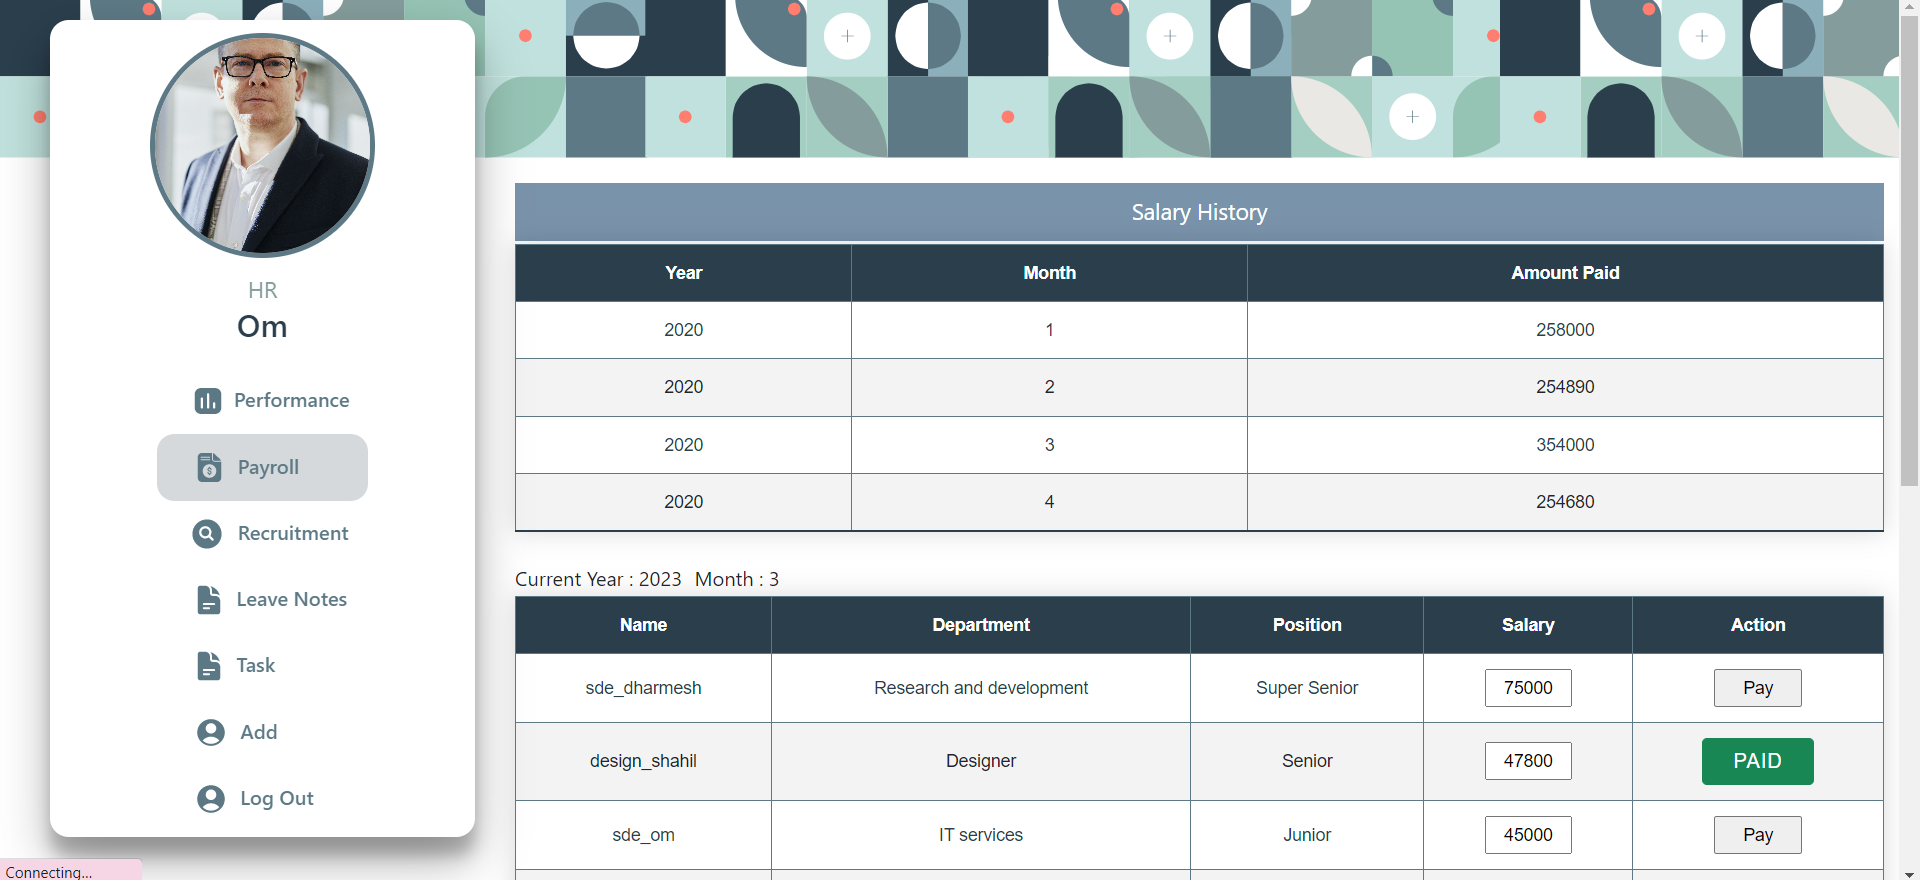 HR
Om
Performance
Payroll
Recruitment
Leave Notes
Task
Add
Log Out
Salary History
Year Month Amount Paid
2020 1 258000
2020 2 254890
2020 3 354000
2020 4 254680
Current Year : 2023 Month : 3
Name Department Position Salary Action
sde_dharmesh Research and development Super Senior 75000 Pay
design_shahil Designer Senior 47800 PAID
sde_om IT services Junior 45000 Pay
Connecting...